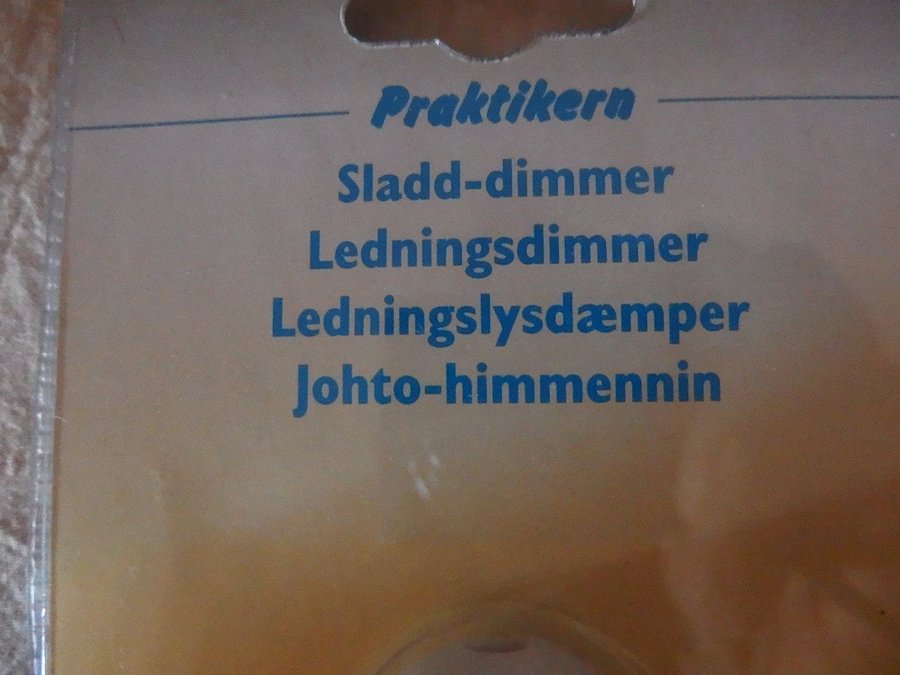 Praktikern
Sladd-dimmer
Ledningsdimmer
Ledningslysdæmper
Johto-himmennin